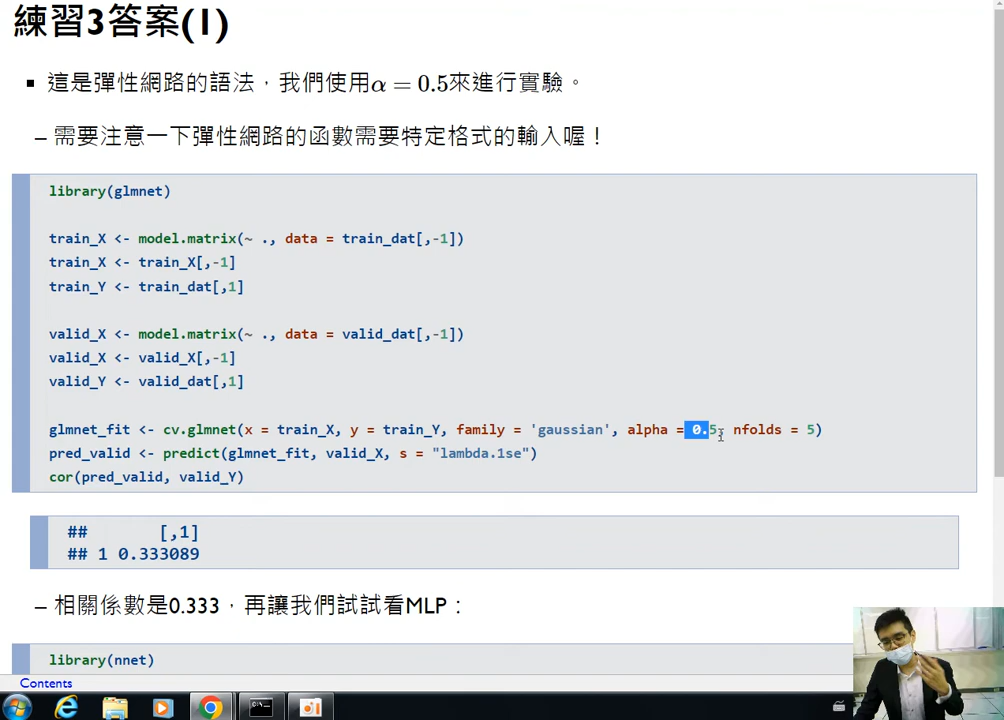 練習3答案(1)
▪ 這是彈性網路的語法，我們使用α = 0.5來進行實驗。
– 需要注意一下彈性網路的函數需要特定格式的輸入喔！
library(glmnet)
train_X <- model.matrix(~ ., data = train_dat[,-1])
train_X <- train_X[,-1]
train_Y <- train_dat[,1]
valid_X <- model.matrix(~ ., data = valid_dat[,-1])
valid_X <- valid_X[,-1]
valid_Y <- valid_dat[,1]
glmnet_fit <- cv.glmnet(x = train_X, y = train_Y, family = 'gaussian', alpha = 0.5, nfolds = 5)
pred_valid <- predict(glmnet_fit, valid_X, s = "lambda.1se")
cor(pred_valid, valid_Y)
## [,1]
## 1 0.333089
– 相關係數是0.333，再讓我們試試看MLP：
library(nnet)
Contents